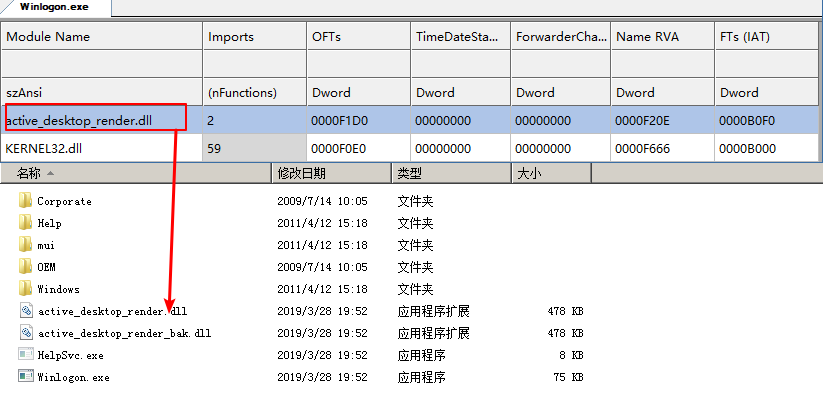 Winlogon.exe
Module Name Imports OFTs TimeDateSta... ForwarderCha... Name RVA FTs (IAT)
szAnsi (nFunctions) Dword Dword Dword Dword Dword
active_desktop_render.dll 2 0000F1D0 00000000 00000000 0000F20E 0000B0F0
KERNEL32.dll 59 0000F0E0 00000000 00000000 0000F666 0000B000
名称 修改日期 类型 大小
Corporate 2009/7/14 10:05 文件夹
Help 2011/4/12 15:18 文件夹
mui 2011/4/12 15:18 文件夹
OEM 2009/7/14 10:05 文件夹
Windows 2011/4/12 15:18 文件夹
active_desktop_render.dll 2019/3/28 19:52 应用程序扩展 478 KB
active_desktop_render_bak.dll 2019/3/28 19:52 应用程序扩展 478 KB
HelpSvc.exe 2019/3/28 19:52 应用程序 8 KB
Winlogon.exe 2019/3/28 19:52 应用程序 75 KB